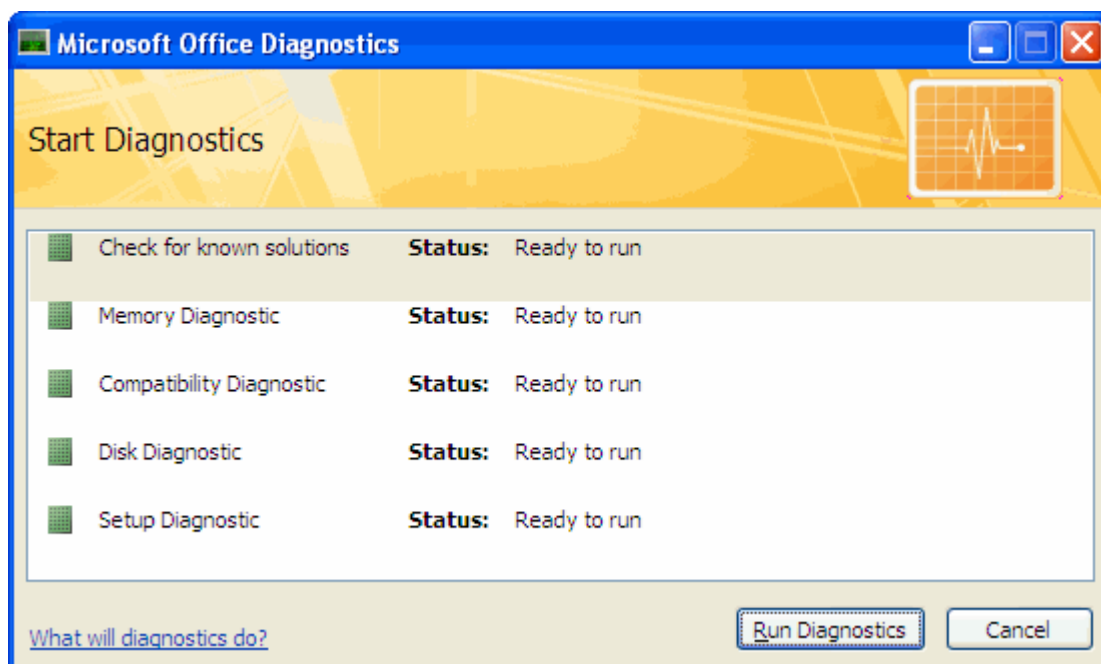 Microsoft Office Diagnostics
Start Diagnostics
Check for known solutions Status: Ready to run
Memory Diagnostic Status: Ready to run
Compatibility Diagnostic Status: Ready to run
Disk Diagnostic Status: Ready to run
Setup Diagnostic Status: Ready to run
What will diagnostics do? Run Diagnostics Cancel